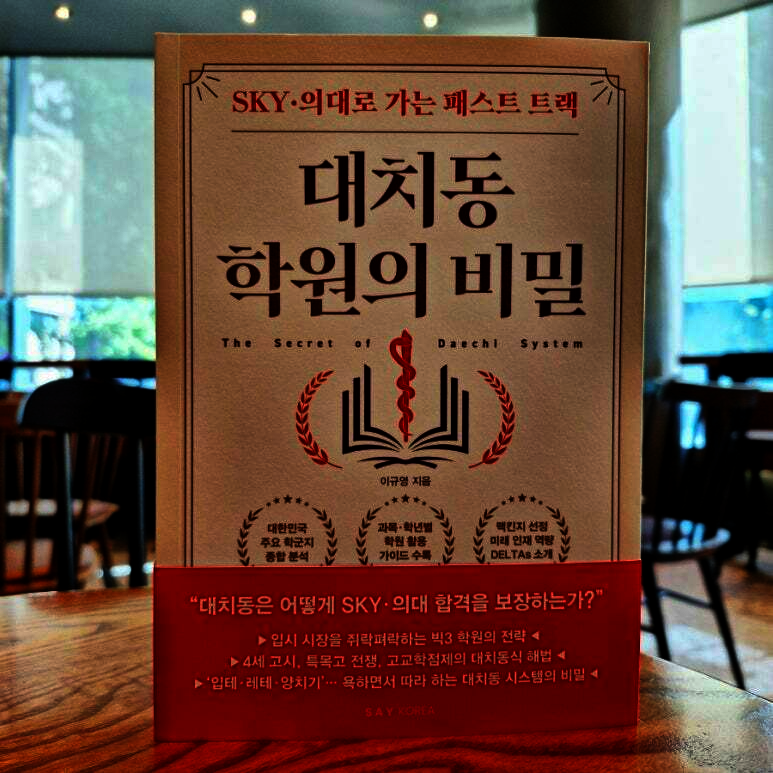 SKY·의대로 가는 패스트 트랙
대치동
학원의 비밀
The Secret of Daechi System
이규영 지음
대한민국
주요 학군지
종합 분석
과목·학년별
학원 활용
가이드 수록
맥킨지 선정
미래 인재 역량
DELTAs 소개
“대치동은 어떻게 SKY·의대 합격을 보장하는가?”
▶입시 시장을 쥐락펴락하는 빅3 학원의 전략◀
▶4세 고시, 특목고 전쟁, 고교학점제의 대치동식 해법◀
▶‘입테·레테·양치기’… 욕하면서 따라 하는 대치동 시스템의 비밀◀
SAY KOREA